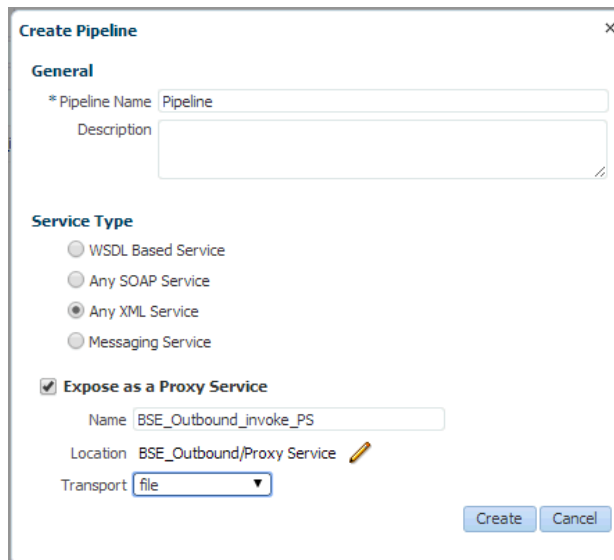 Create Pipeline
General
* Pipeline Name Pipeline
Description
Service Type
WSDL Based Service
Any SOAP Service
Any XML Service
Messaging Service
Expose as a Proxy Service
Name BSE_Outbound_invoke_PS
Location BSE_Outbound/Proxy Service
Transport file
Create Cancel